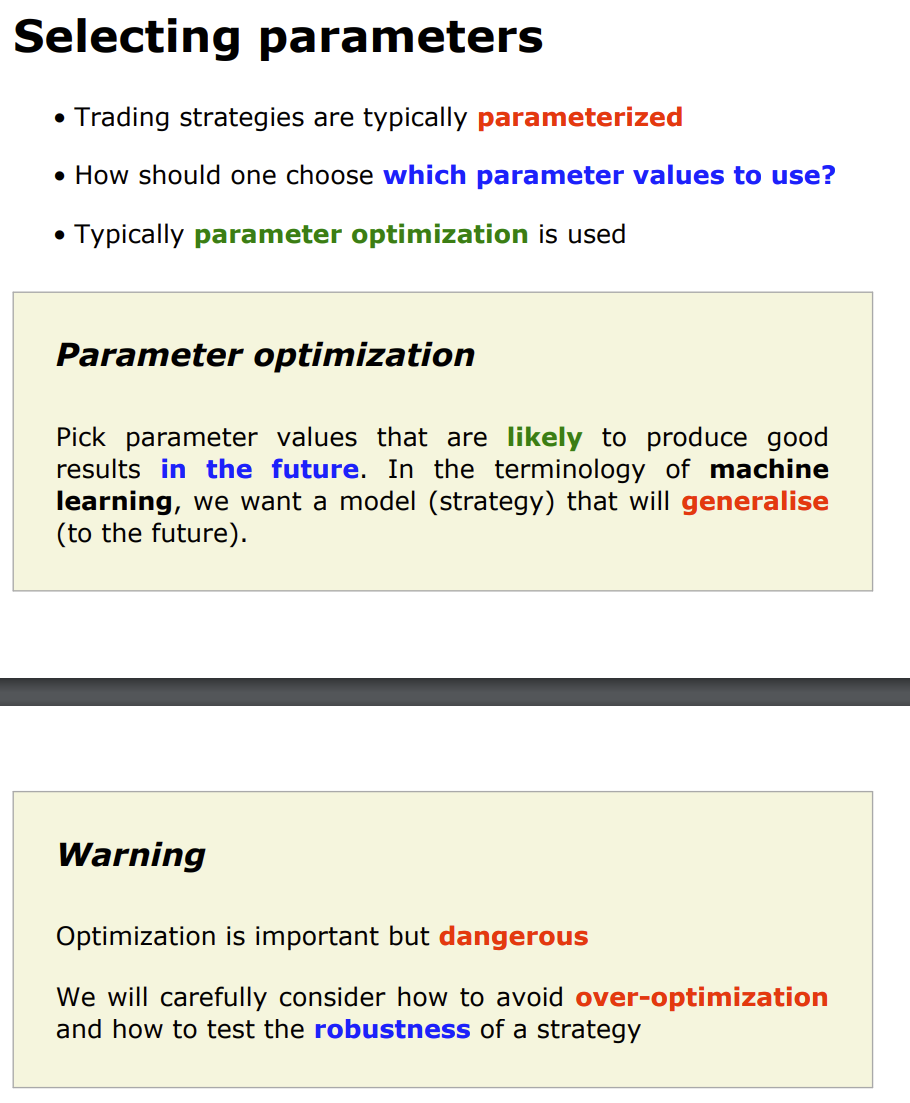 Selecting parameters
• Trading strategies are typically parameterized
• How should one choose which parameter values to use?
• Typically parameter optimization is used
Parameter optimization
Pick parameter values that are likely to produce good
results in the future. In the terminology of machine
learning, we want a model (strategy) that will generalise
(to the future).
Warning
Optimization is important but dangerous
We will carefully consider how to avoid over-optimization
and how to test the robustness of a strategy